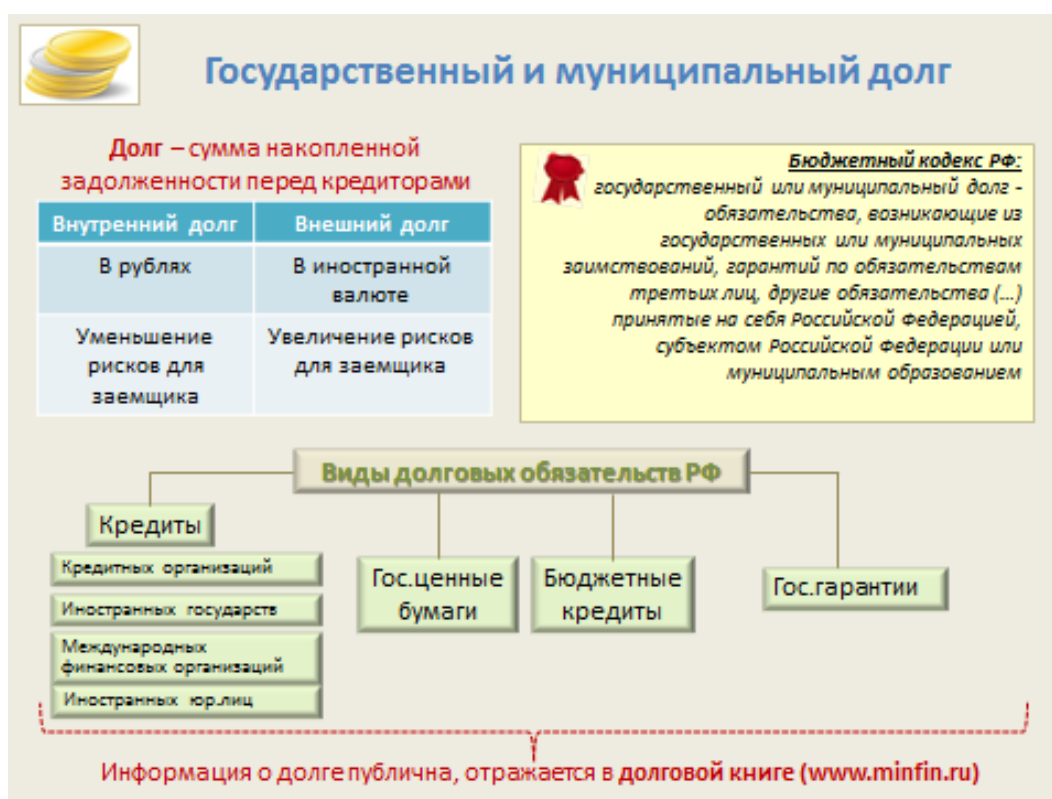 Государственный и муниципальный долг
Долг – сумма накопленной
задолженности перед кредиторами
Внутренний долг
Внешний долг
В рублях
В иностранной
валюте
Уменьшение
рисков для
заемщика
Увеличение рисков
для заемщика
Бюджетный кодекс РФ:
государственный или муниципальный долг -
обязательства, возникающие из
государственных или муниципальных
заимствований, гарантий по обязательствам
третьих лиц, другие обязательства (...)
принятые на себя Российской Федерацией,
субъектом Российской Федерации или
муниципальным образованием
Виды долговых обязательств РФ
Кредиты
Кредитных организаций
Иностранных государств
Международных
финансовых организаций
Иностранных юр.лиц
Гос.ценные
бумаги
Бюджетные
кредиты
Гос.гарантии
Информация о долге публична, отражается в долговой книге (www.minfin.ru)